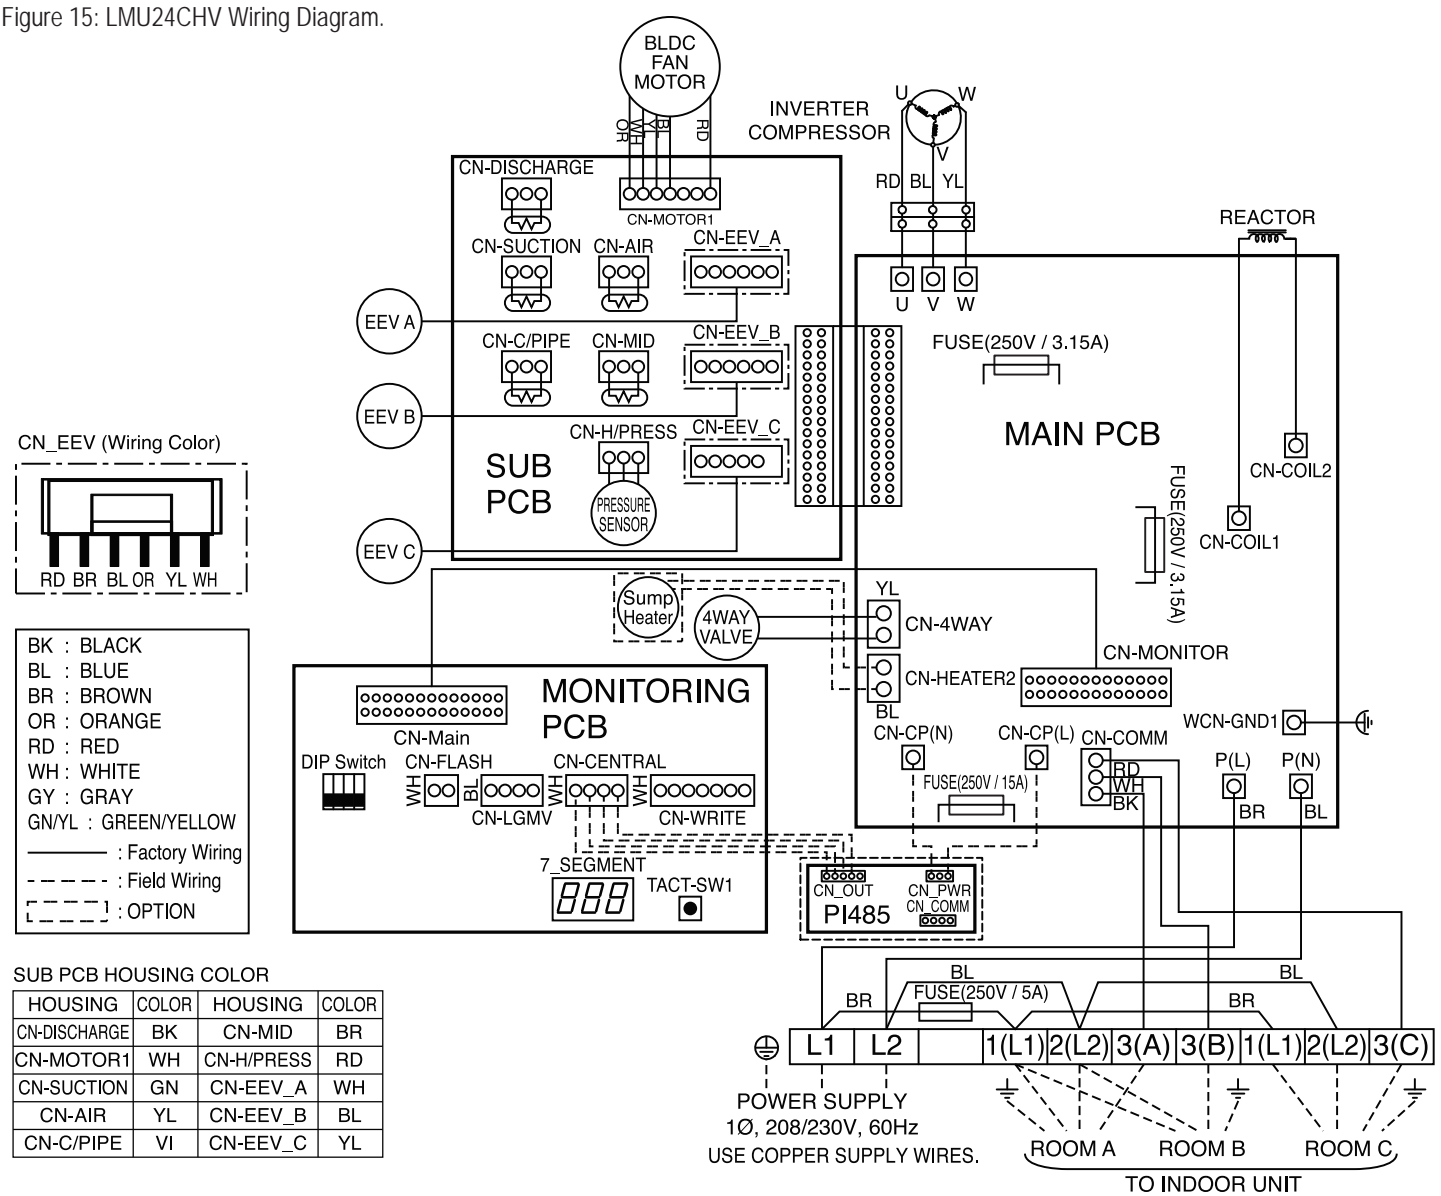 Figure 15: LMU24CHV Wiring Diagram.
BLDC
FAN
MOTOR
OR
WH
YL
BL
RD
INVERTER
COMPRESSOR
U
W
V
RD
BL
YL
REACTOR
CN-DISCHARGE
CN-MOTOR1
CN-SUCTION
CN-AIR
CN-EEV_A
U
V
W
EEV A
CN-C/PIPE
CN-MID
CN-EEV_B
FUSE(250V / 3.15A)
EEV B
CN-H/PRESS
CN-EEV_C
MAIN PCB
SUB
PCB
PRESSURE
SENSOR
CN-COIL2
FUSE(250V / 3.15A)
CN-COIL1
EEV C
CN_EEV (Wiring Color)
RD BR BL OR YL WH
Sump
Heater
4WAY
VALVE
YL
CN-4WAY
CN-HEATER2
BL
CN-MONITOR
BK : BLACK
BL : BLUE
BR : BROWN
OR : ORANGE
RD : RED
WH : WHITE
GY : GRAY
GN/YL : GREEN/YELLOW
: Factory Wiring
: Field Wiring
: OPTION
MONITORING
PCB
CN-Main
DIP Switch
CN-FLASH
WH
BL
CN-LGMV
CN-CENTRAL
WH
WH
CN-WRITE
7_SEGMENT
888
TACT-SW1
WCN-GND1
CN-CP(N)
CN-CP(L)
CN-COMM
RD
WH
BK
P(L)
P(N)
BR
BL
FUSE(250V / 15A)
CN_OUT
CN_PWR
CN_COMM
PI485
SUB PCB HOUSING COLOR
HOUSING COLOR HOUSING COLOR
CN-DISCHARGE BK CN-MID BR
CN-MOTOR1 WH CN-H/PRESS RD
CN-SUCTION GN CN-EEV_A WH
CN-AIR YL CN-EEV_B BL
CN-C/PIPE VI CN-EEV_C YL
BL
BL
BR
FUSE(250V / 5A)
BR
L1 L2 1(L1) 2(L2) 3(A) 3(B) 1(L1) 2(L2) 3(C)
POWER SUPPLY
1Ø, 208/230V, 60Hz
USE COPPER SUPPLY WIRES.
ROOM A
ROOM B
ROOM C
TO INDOOR UNIT